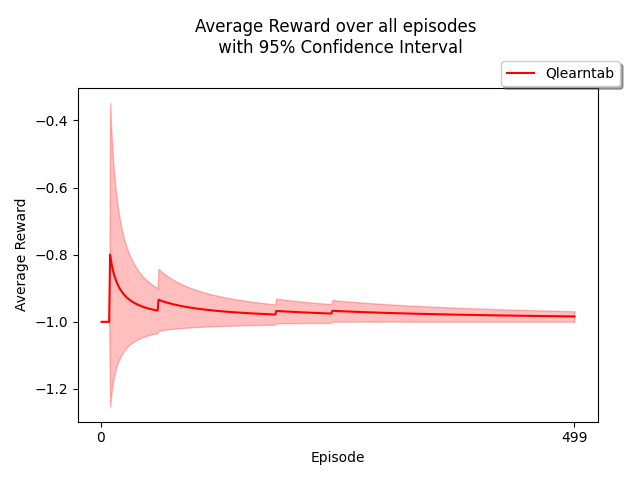 Average Reward over all episodes
with 95% Confidence Interval
Qlearntab
−0.4
−0.6
−0.8
−1.0
−1.2
Average Reward
0
499
Episode